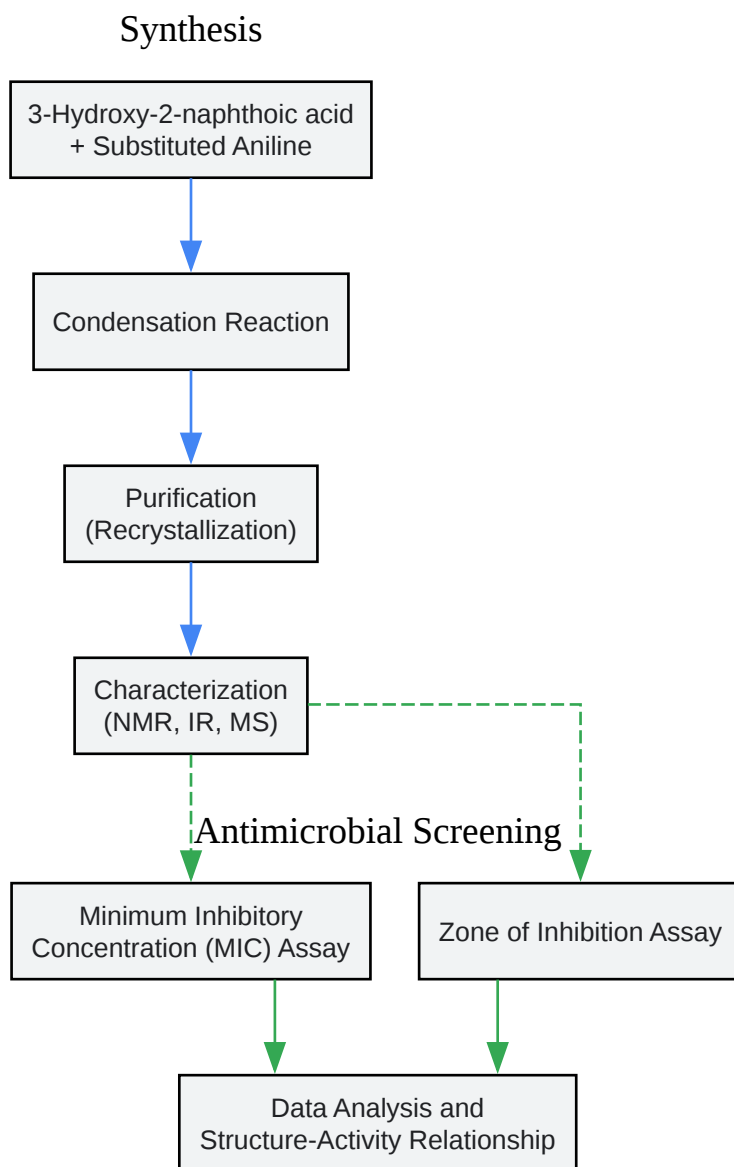 Synthesis
3-Hydroxy-2-naphthoic acid
+ Substituted Aniline
Condensation Reaction
Purification
(Recrystallization)
Characterization
(NMR, IR, MS)
Antimicrobial Screening
Minimum Inhibitory
Concentration (MIC) Assay
Zone of Inhibition Assay
Data Analysis and
Structure-Activity Relationship